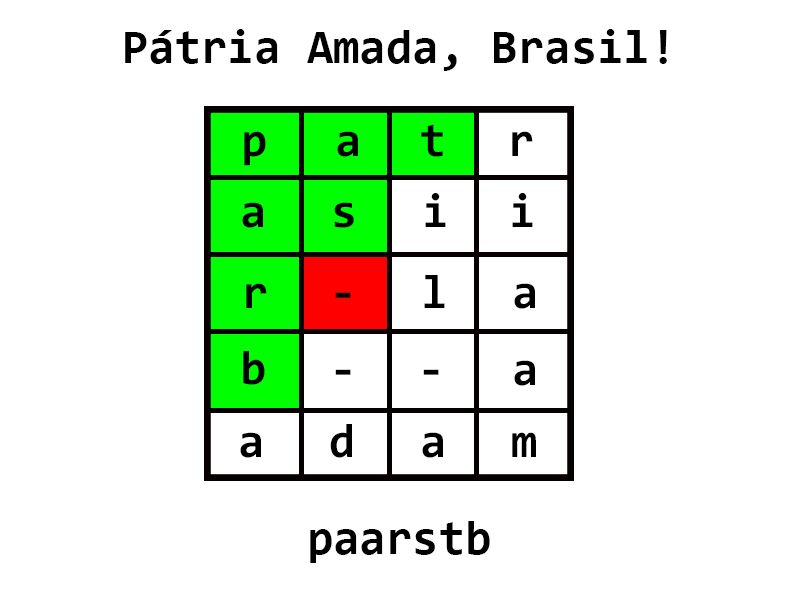 Pátria Amada, Brasil!
p a t r
a s i i
r - l a
b - - a
a d a m
paarstb